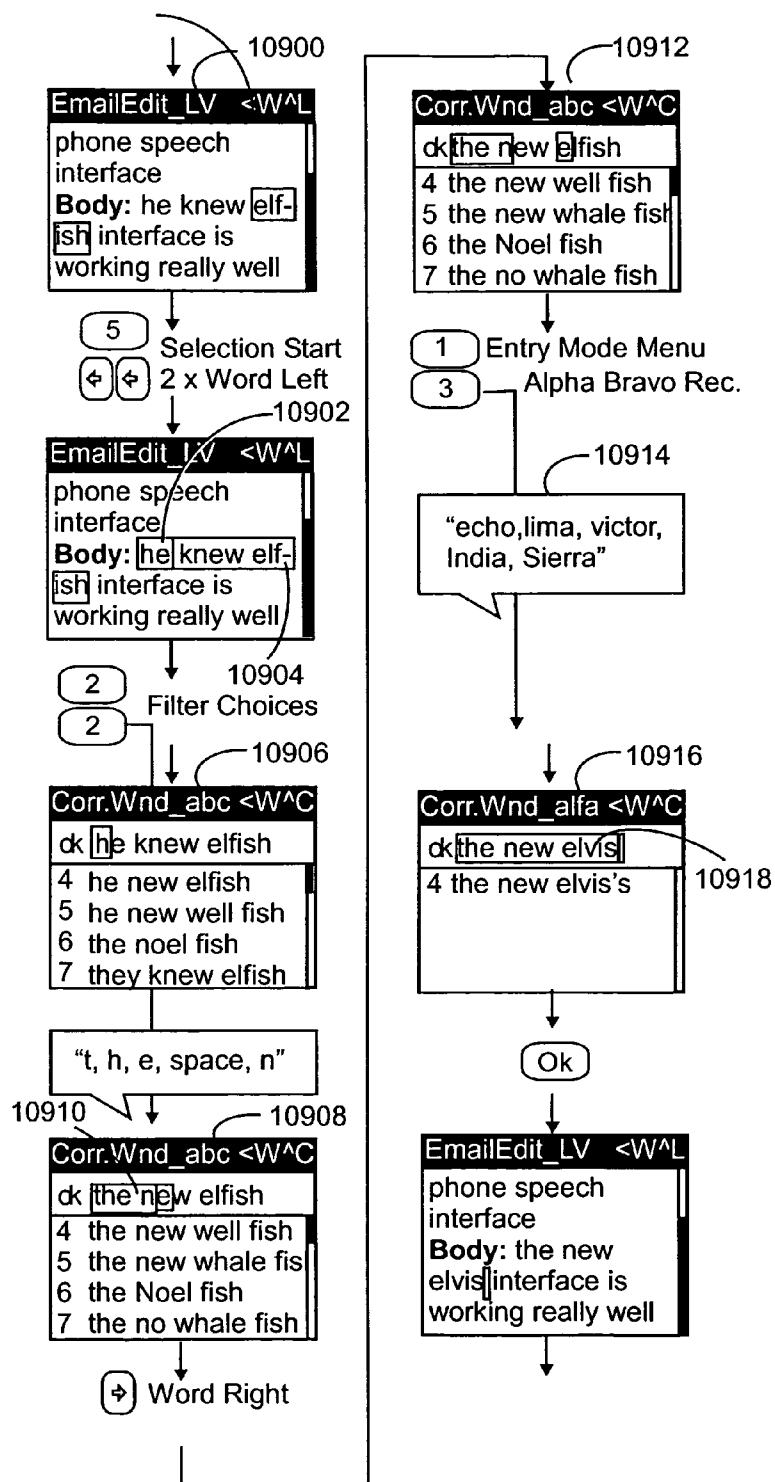 10900
EmailEdit_LV <:W^L
phone speech
interface
Body: he knew elf-
ish interface is
working really well
5
Selection Start
2 x Word Left
10902
EmailEdit_LV <W^L
phone speech
interface
Body: he knew elf-
ish interface is
working really well
10904
2
Filter Choices
2
10906
Corr.Wnd_abc <W^C
ok he knew elfish
4 he new elfish
5 he new well fish
6 the noel fish
7 they knew elfish
“t, h, e, space, n”
10910
10908
Corr.Wnd_abc <W^C
ok the new elfish
4 the new well fish
5 the new whale fis
6 the Noel fish
7 the no whale fish
Word Right
10912
Corr.Wnd_abc <W^C
ok the new elfish
4 the new well fish
5 the new whale fish
6 the Noel fish
7 the no whale fish
1 Entry Mode Menu
3 Alpha Bravo Rec.
10914
“echo,lima, victor,
India, Sierra”
10916
Corr.Wnd_alfa <W^C
ok the new elvis
10918
4 the new elvis's
Ok
EmailEdit_LV <W^L
phone speech
interface
Body: the new
elvis interface is
working really well